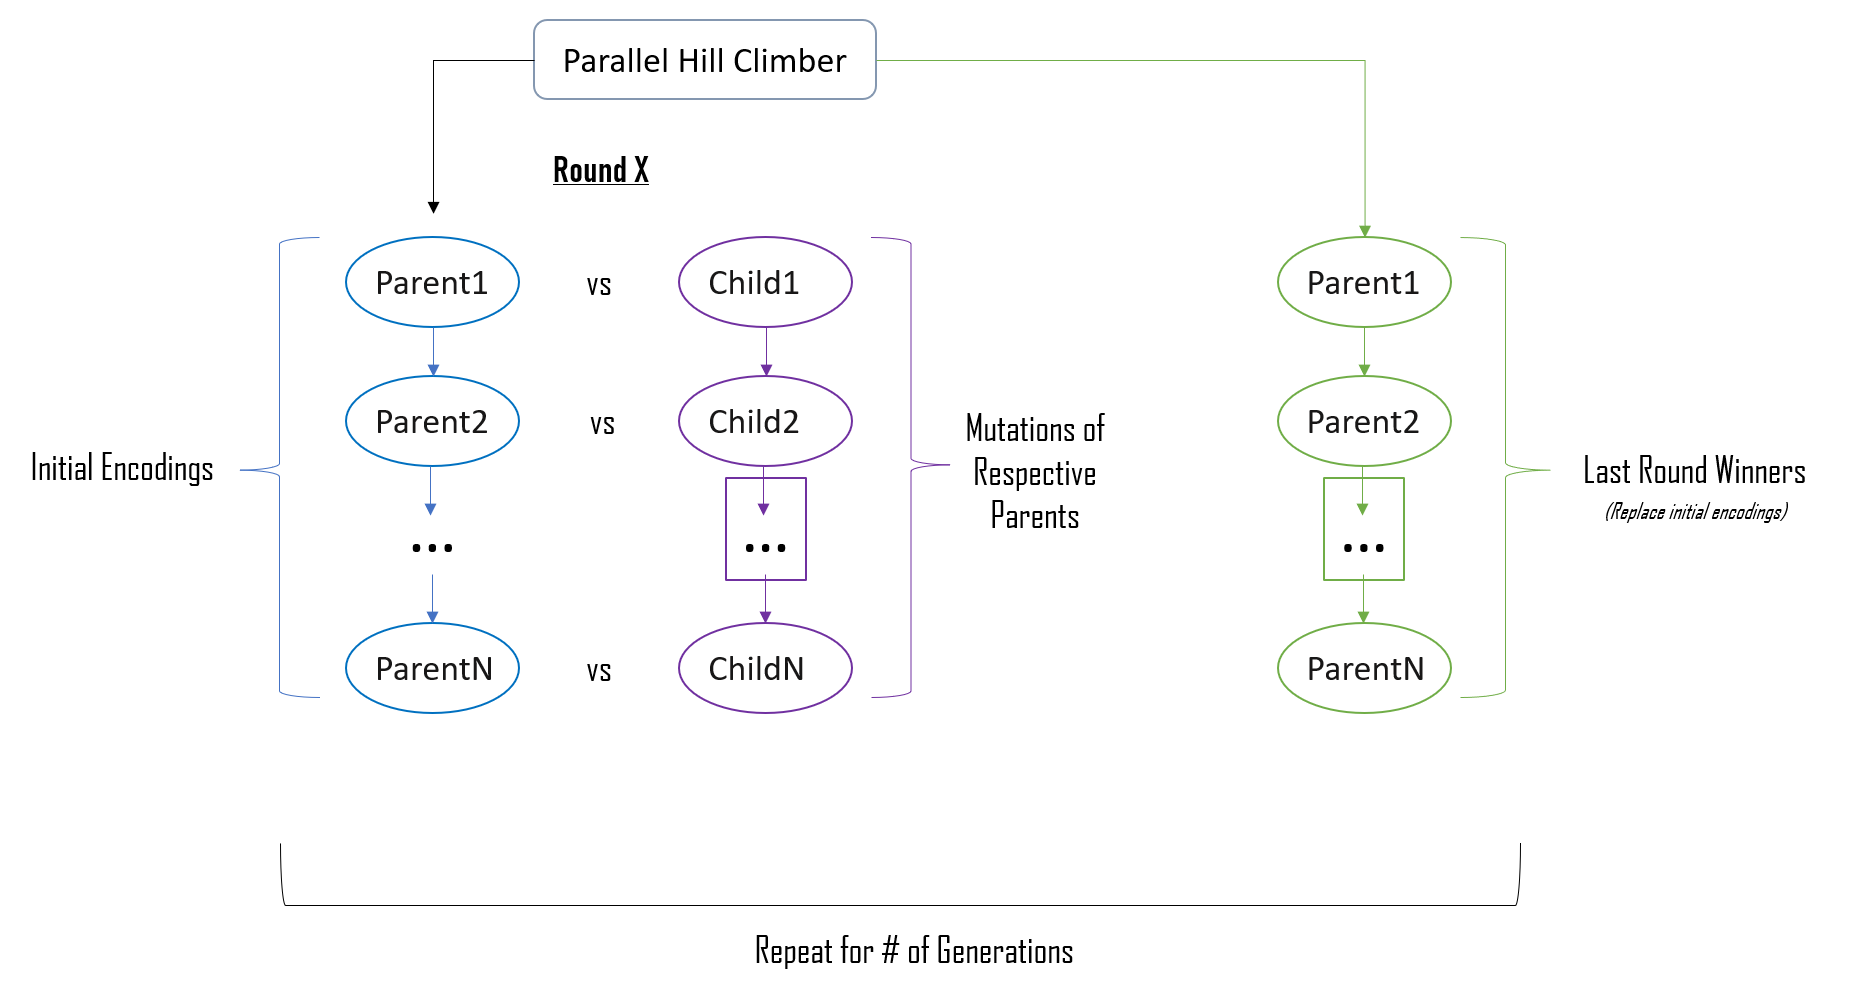 Parallel Hill Climber
Round X
Parent1 vs Child1 Parent1
Parent2 vs Child2 Parent2
Initial Encodings
Mutations of
Respective
Parents
Last Round Winners
(Replace initial encodings)
... ... ...
ParentN vs ChildN ParentN
Repeat for # of Generations